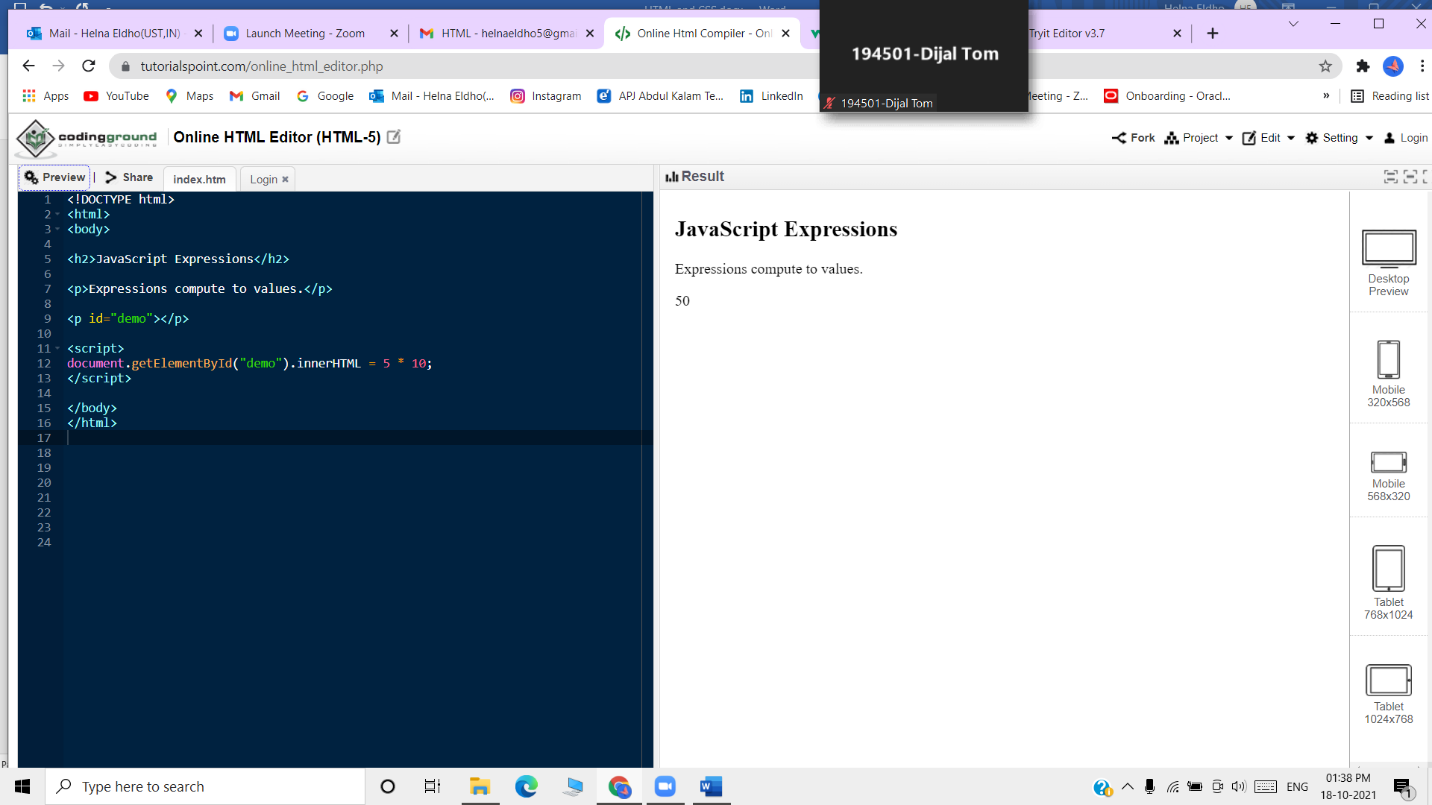 Mail - Helna Eldho(UST,IN)
Launch Meeting - Zoom
HTML - helnaeldho5@gmai
Online Html Compiler - Onl
Tryit Editor v3.7
194501-Dijal Tom
194501-Dijal Tom
tutorialspoint.com/online_html_editor.php
Apps YouTube Maps Gmail Google Mail - Helna Eldho(... Instagram APJ Abdul Kalam Te... LinkedIn Meeting - Z... Onboarding - Oracl... » Reading list
codingground
SIMPLYEASYCODING
Online HTML Editor (HTML-5)
Fork Project Edit Setting Login
Preview | Share index.htm Login
Result
1 <!DOCTYPE html>
2 <html>
3 <body>
4
5 <h2>JavaScript Expressions</h2>
6
7 <p>Expressions compute to values.</p>
8
9 <p id="demo"></p>
10
11 <script>
12 document.getElementById("demo").innerHTML = 5 * 10;
13 </script>
14
15 </body>
16 </html>
17
18
19
20
21
22
23
24
JavaScript Expressions
Expressions compute to values.
50
Desktop
Preview
Mobile
320x568
Mobile
568x320
Tablet
768x1024
Tablet
1024x768
Type here to search
ENG
01:38 PM
18-10-2021
1